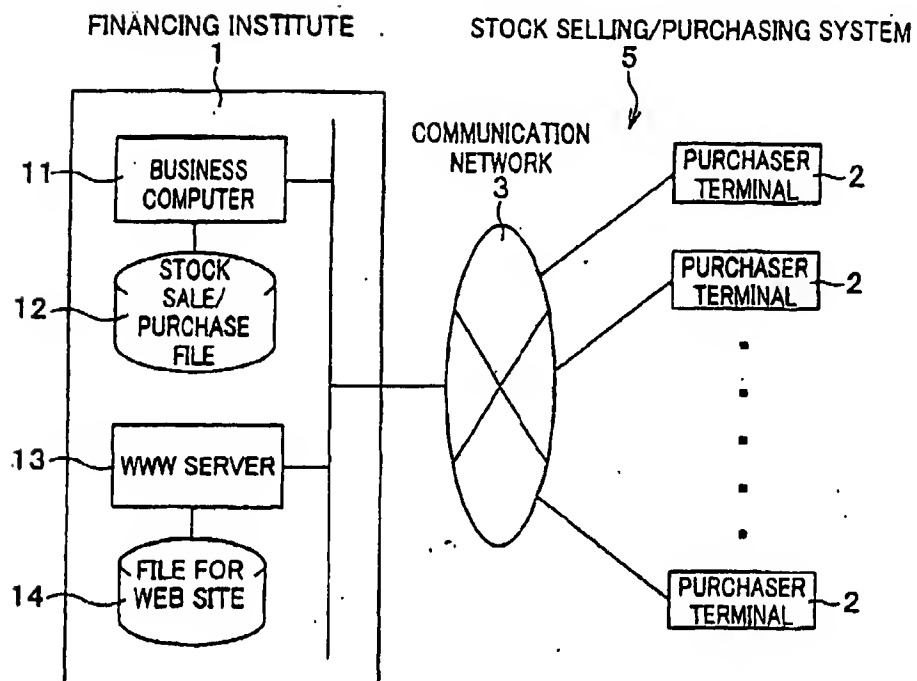 FINANCING INSTITUTE
1
STOCK SELLING/PURCHASING SYSTEM
5
COMMUNICATION
NETWORK
3
11
BUSINESS
COMPUTER
12
STOCK
SALE/
PURCHASE
FILE
13
WWW SERVER
14
FILE FOR
WEB SITE
PURCHASER
TERMINAL
2
PURCHASER
TERMINAL
2
PURCHASER
TERMINAL
2